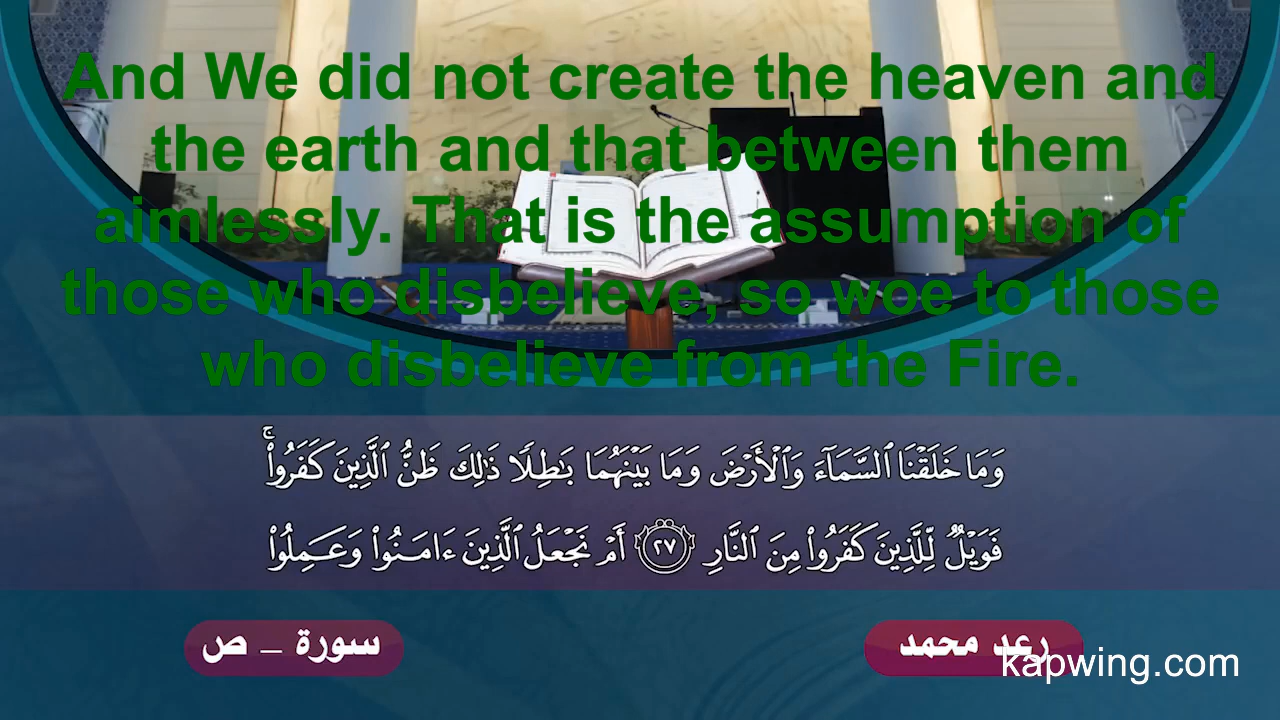 And We did not create the heaven and
the earth and that between them
aimlessly. That is the assumption of
those who disbelieve, so woe to those
who disbelieve from the Fire.
وَمَا خَلَقْنَا ٱلسَّمَآءَ وَٱلْأَرْضَ وَمَا بَيْنَهُمَا بَٰطِلًا ذَٰلِكَ ظَنُّ ٱلَّذِينَ كَفَرُوا۟ۚ
فَوَيْلٌ لِّلَّذِينَ كَفَرُوا۟ مِنَ ٱلنَّارِ ٢٧ أَمْ نَجْعَلُ ٱلَّذِينَ ءَامَنُوا۟ وَعَمِلُوا۟
رعد محمد
سورة _ ص
kapwing.com